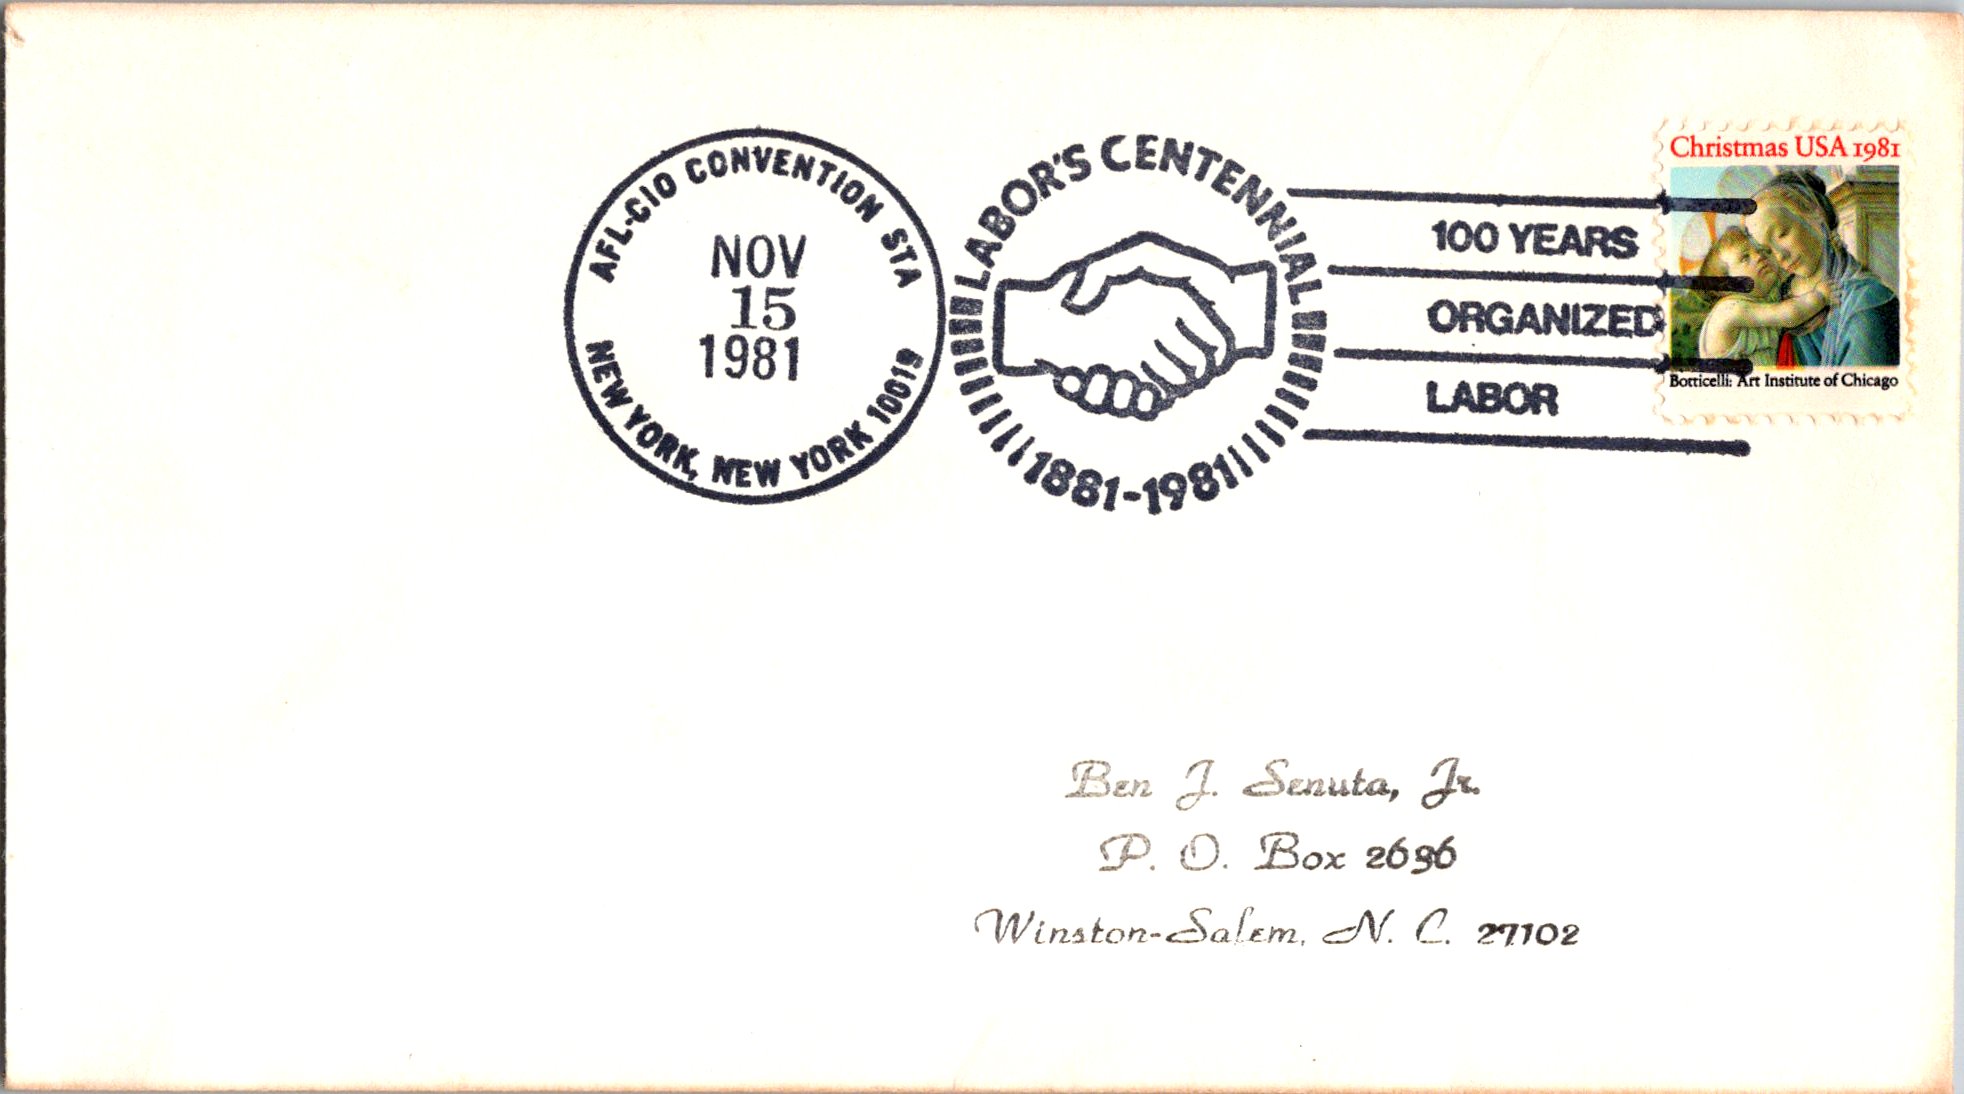 AFL-CIO CONVENTION STA
NOV
15
1981
NEW YORK, NEW YORK 10019
LABOR'S CENTENNIAL
1881-1981
100 YEARS
ORGANIZED
LABOR
Christmas USA 1981
Botticelli: Art Institute of Chicago
Ben J. Senuta, Jr.
P. O. Box 2696
Winston-Salem, N. C. 27102